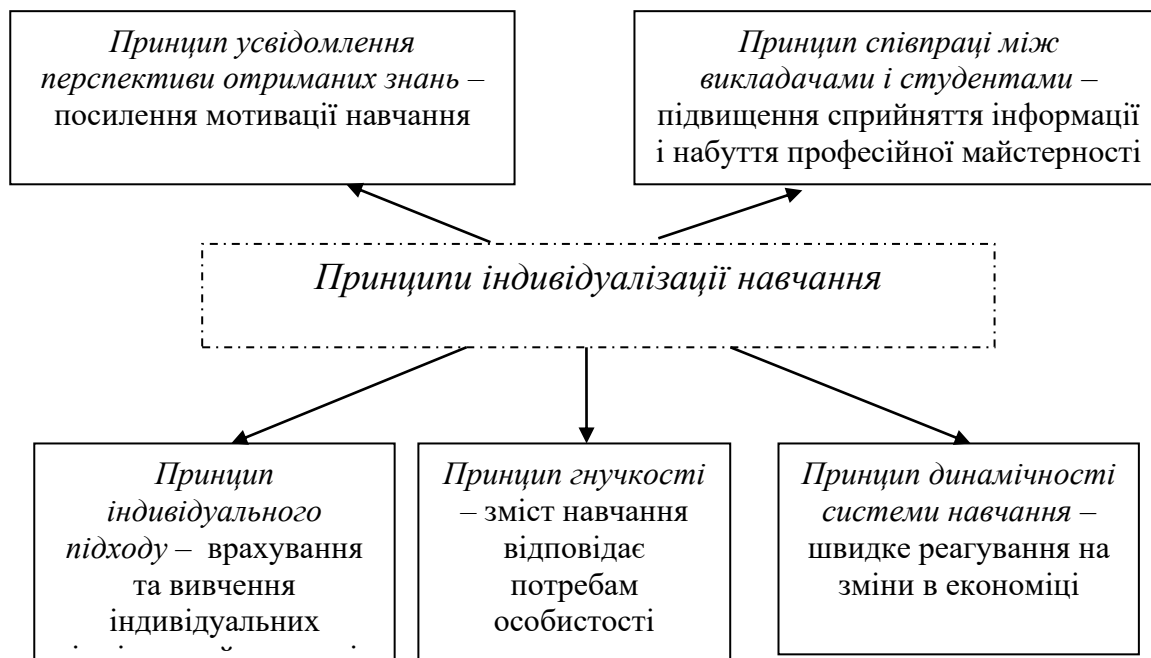 Принцип усвідомлення
перспективи отриманих знань –
посилення мотивації навчання
Принцип співпраці між
викладачами і студентами –
підвищення сприйняття інформації
і набуття професійної майстерності
Принципи індивідуалізації навчання
Принцип
індивідуального
підходу – врахування
та вивчення
індивідуальних
Принцип гнучкості
– зміст навчання
відповідає
потребам
особистості
Принцип динамічності
системи навчання –
швидке реагування на
зміни в економіці